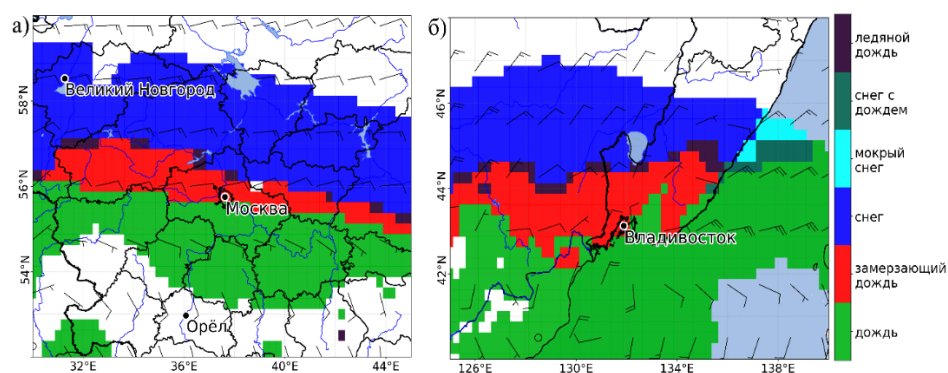 а)
58°N
56°N
54°N
Великий Новгород
Москва
Орёл
32°E
36°E
40°E
44°E
б)
46°N
44°N
42°N
Владивосток
126°E
130°E
134°E
138°E
ледяной
дождь
снег с
дождем
мокрый
снег
снег
замерзающий
дождь
дождь